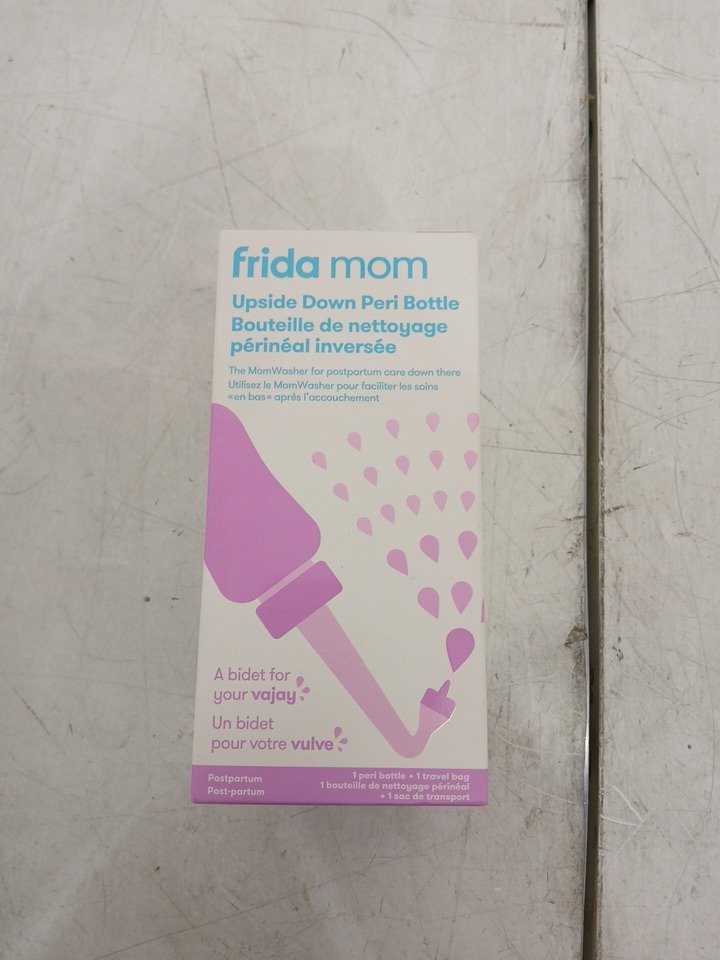 frida mom
Upside Down Peri Bottle
Bouteille de nettoyage
périnéal inversée
The MomWasher for postpartum care down there
Utilisez le MomWasher pour faciliter les soins
«en bas» après l'accouchement
A bidet for
your vajay
Un bidet
pour votre vulve
Postpartum
Post-partum
1 peri bottle + 1 travel bag
1 bouteille de nettoyage périnéal
+ 1 sac de transport